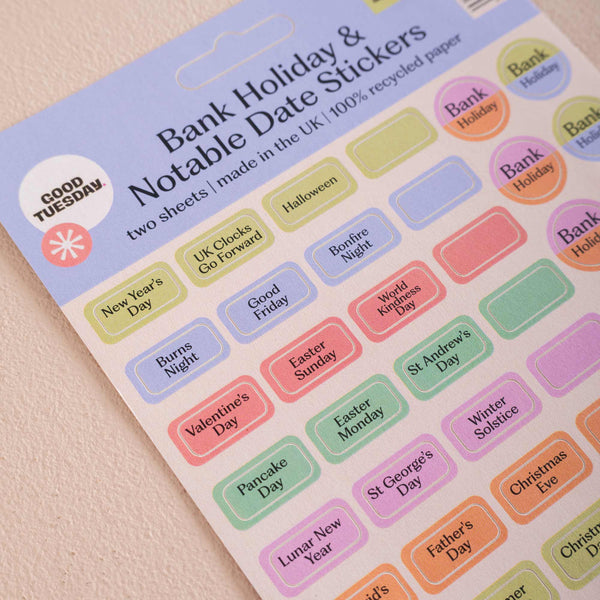 Bank Holiday &
Notable Date Stickers
two sheets | made in the UK | 100% recycled paper
GOOD
TUESDAY.
New Year's
Day
UK Clocks
Go Forward
Halloween
Bank
Holiday
Bank
Holiday
Burns
Night
Good
Friday
Bonfire
Night
Bank
Holiday
Bank
Holiday
Valentine's
Day
Easter
Sunday
World
Kindness
Day
Bank
Holiday
Pancake
Day
Easter
Monday
St Andrew's
Day
Lunar New
Year
St George's
Day
Winter
Solstice
Father's
Day
Christmas
Eve
Day